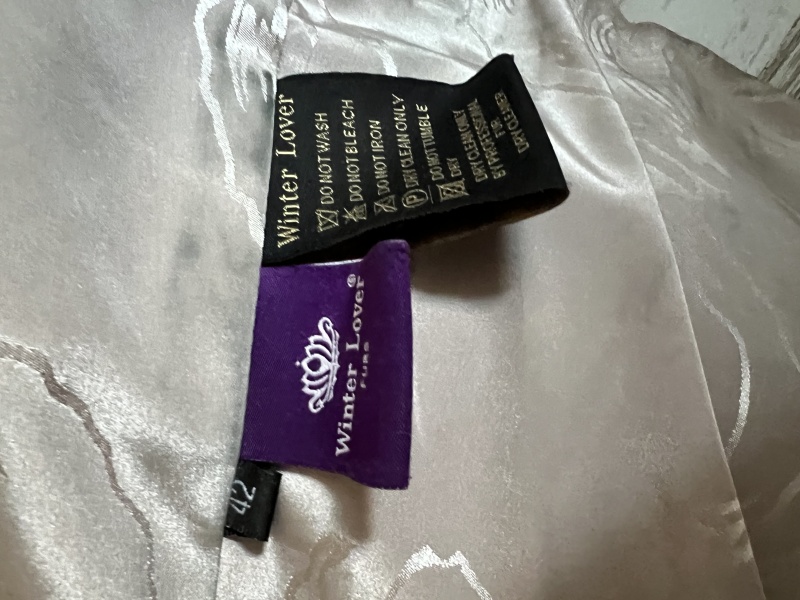 Winter Lover
DO NOT WASH
DO NOT BLEACH
DO NOT IRON
P DRY CLEAN ONLY
DO NOT TUMBLE
DRY
DRY CLEAN ONLY
BY PROFESSIONAL
FUR
DRY CLEANER
Winter Lover®
FURS
42